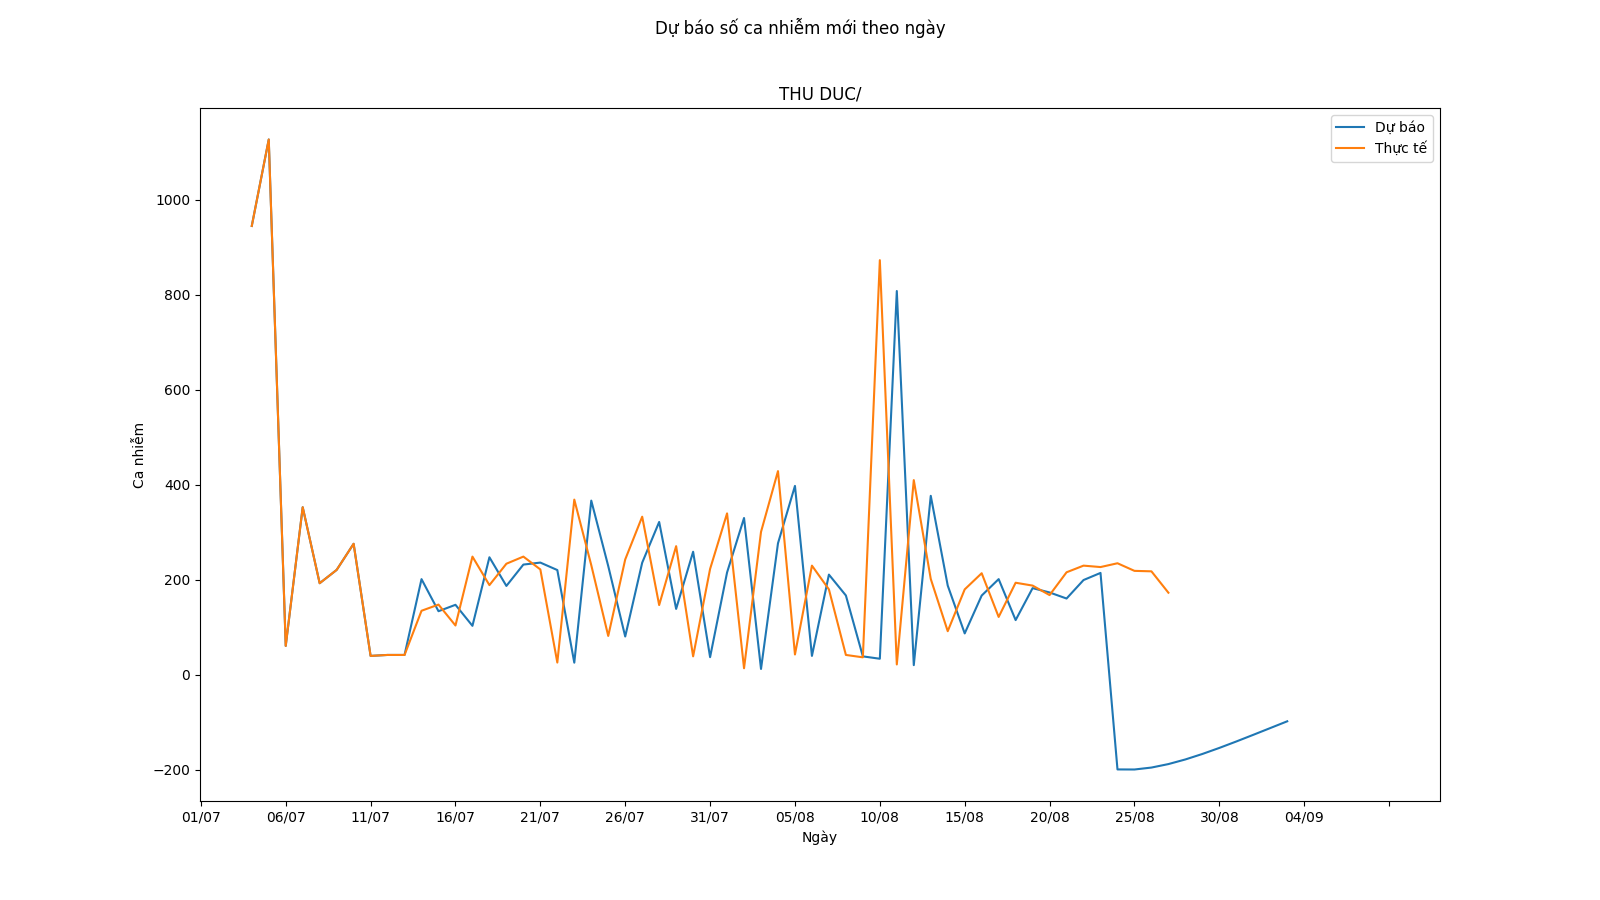 Dự báo số ca nhiễm mới theo ngày
THU DUC/
Dự báo
Thực tế
Ca nhiễm
1000
800
600
400
200
0
−200
01/07 06/07 11/07 16/07 21/07 26/07 31/07 05/08 10/08 15/08 20/08 25/08 30/08 04/09
Ngày